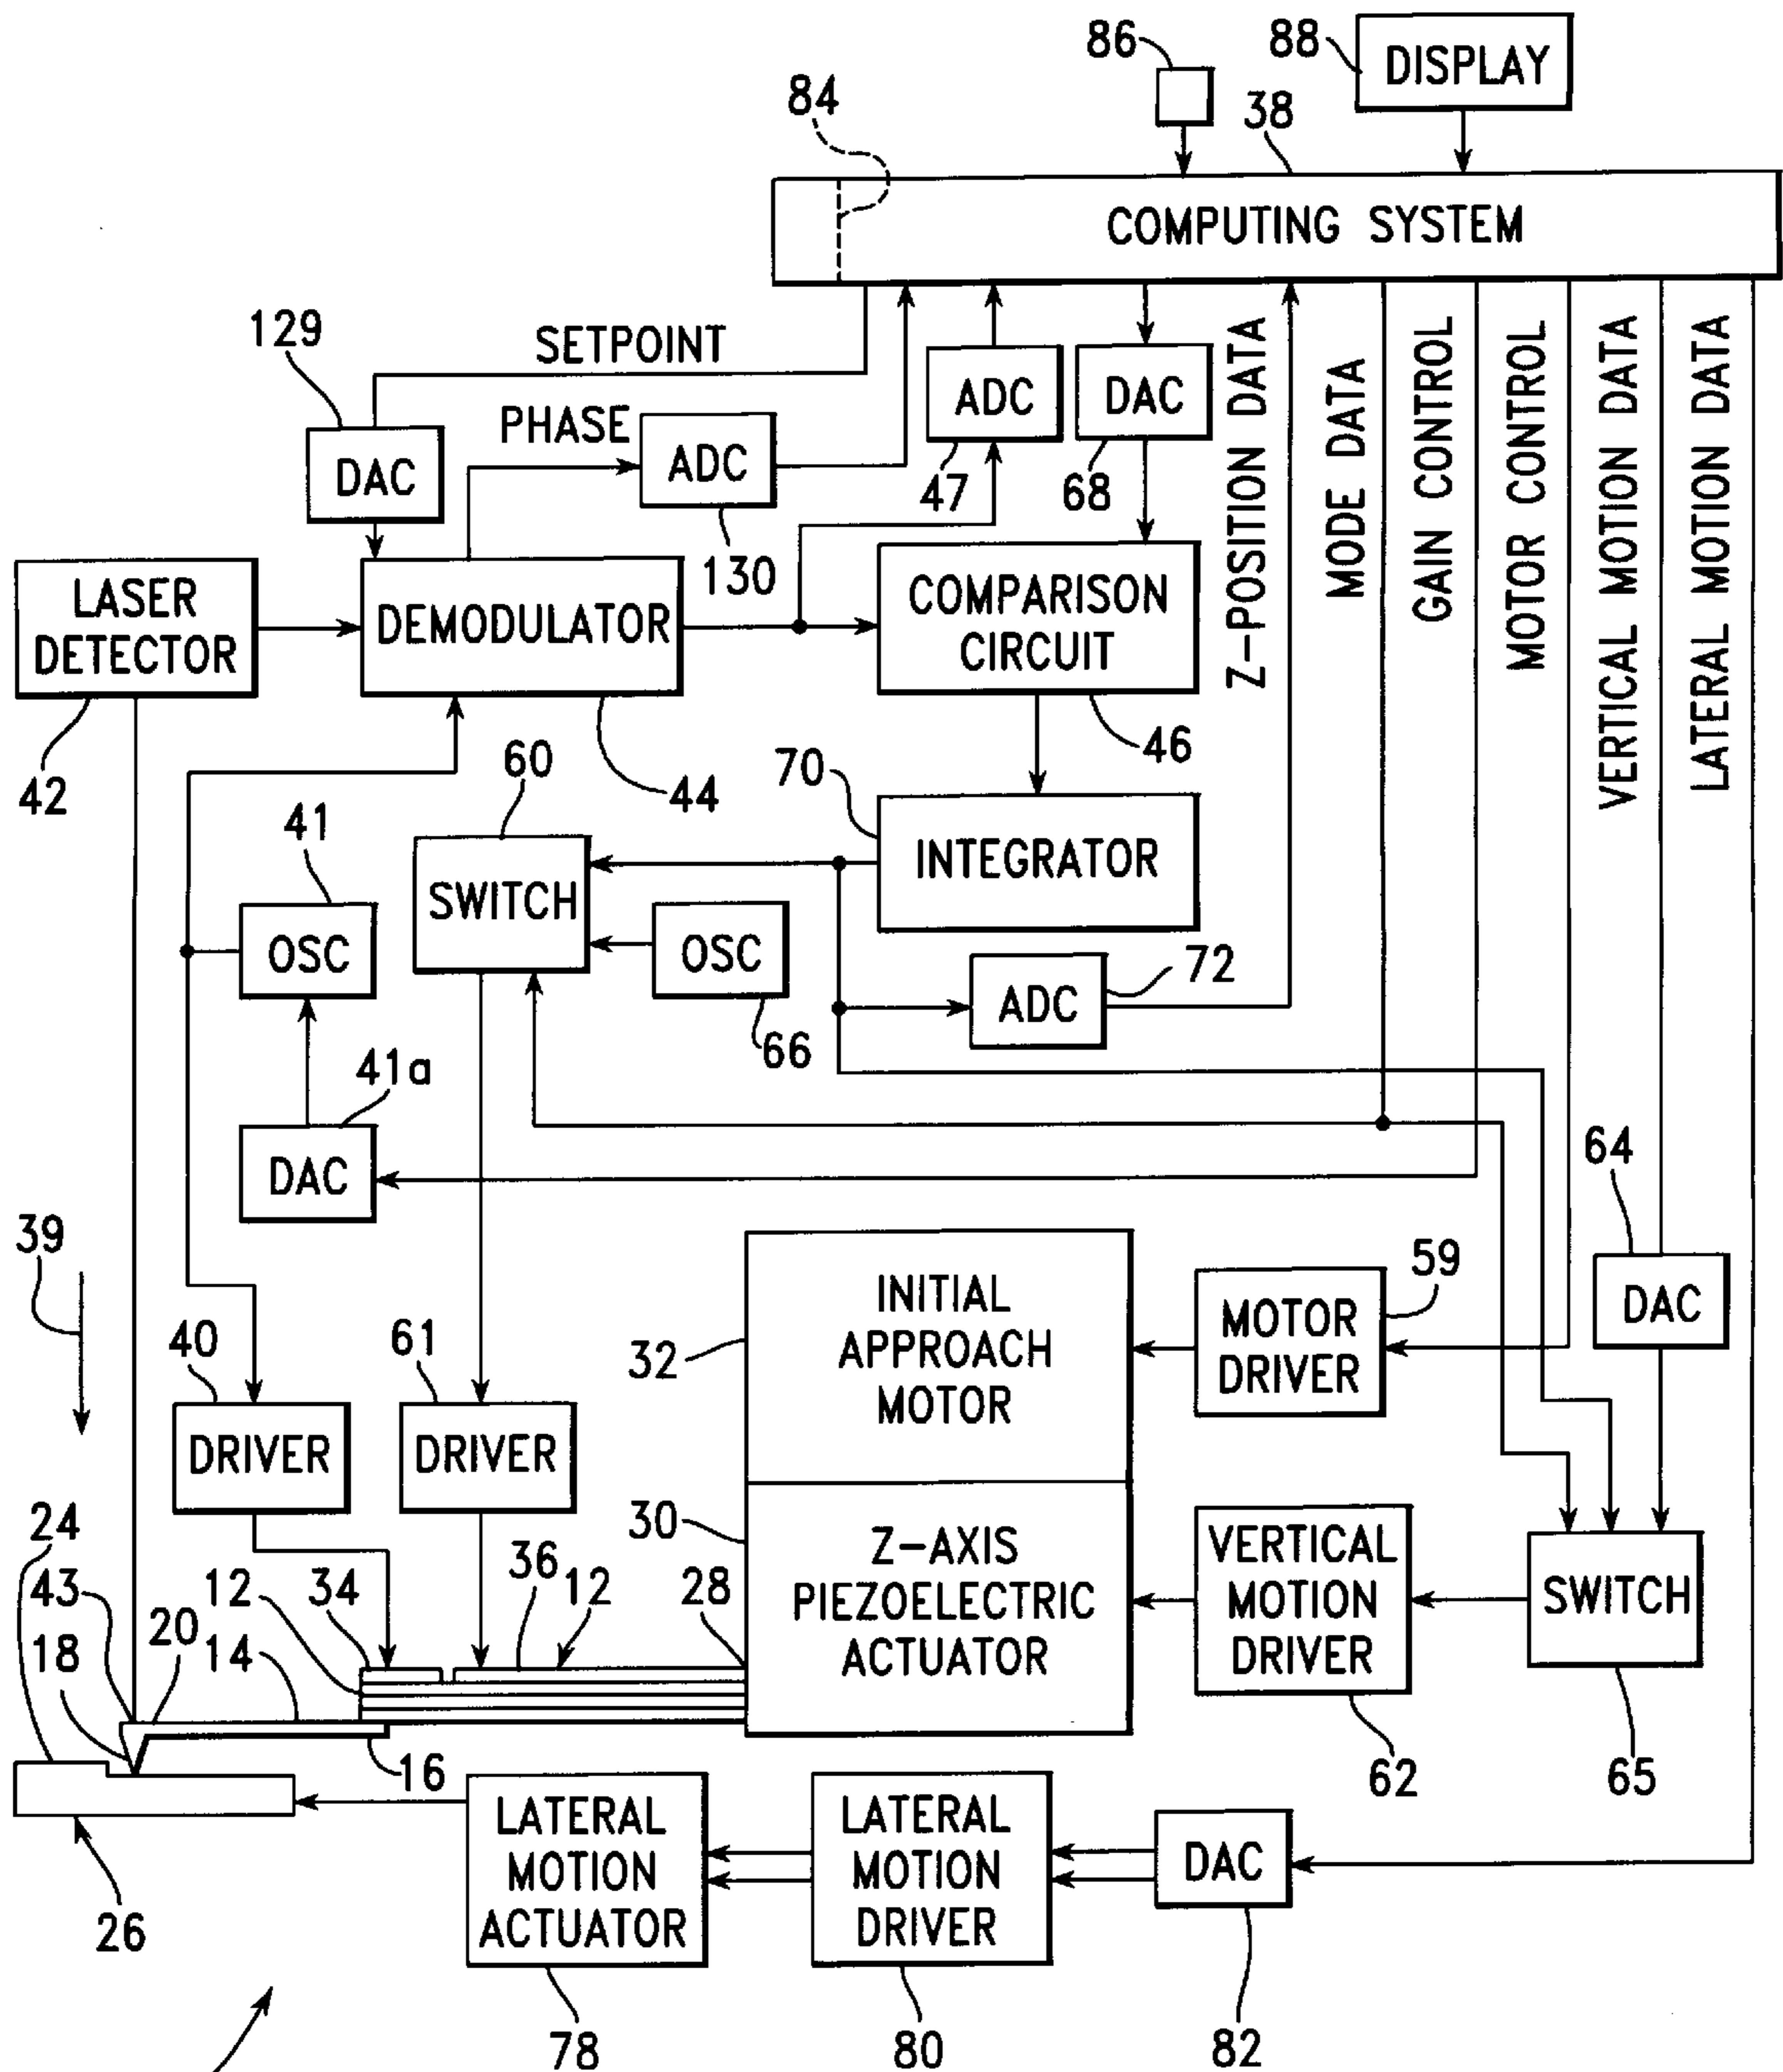 86
88
DISPLAY
84
38
COMPUTING SYSTEM
129
SETPOINT
DAC
PHASE
ADC
130
ADC
47
DAC
68
Z-POSITION DATA
MODE DATA
GAIN CONTROL
MOTOR CONTROL
VERTICAL MOTION DATA
LATERAL MOTION DATA
LASER
DETECTOR
42
DEMODULATOR
44
COMPARISON
CIRCUIT
46
60
SWITCH
70
INTEGRATOR
41
OSC
OSC
66
ADC
72
41a
DAC
64
DAC
39
40
DRIVER
61
DRIVER
32
INITIAL
APPROACH
MOTOR
59
MOTOR
DRIVER
30
Z-AXIS
PIEZOELECTRIC
ACTUATOR
VERTICAL
MOTION
DRIVER
62
SWITCH
65
24
43
18
20
12
14
34
36
12
28
16
26
LATERAL
MOTION
ACTUATOR
78
LATERAL
MOTION
DRIVER
80
DAC
82